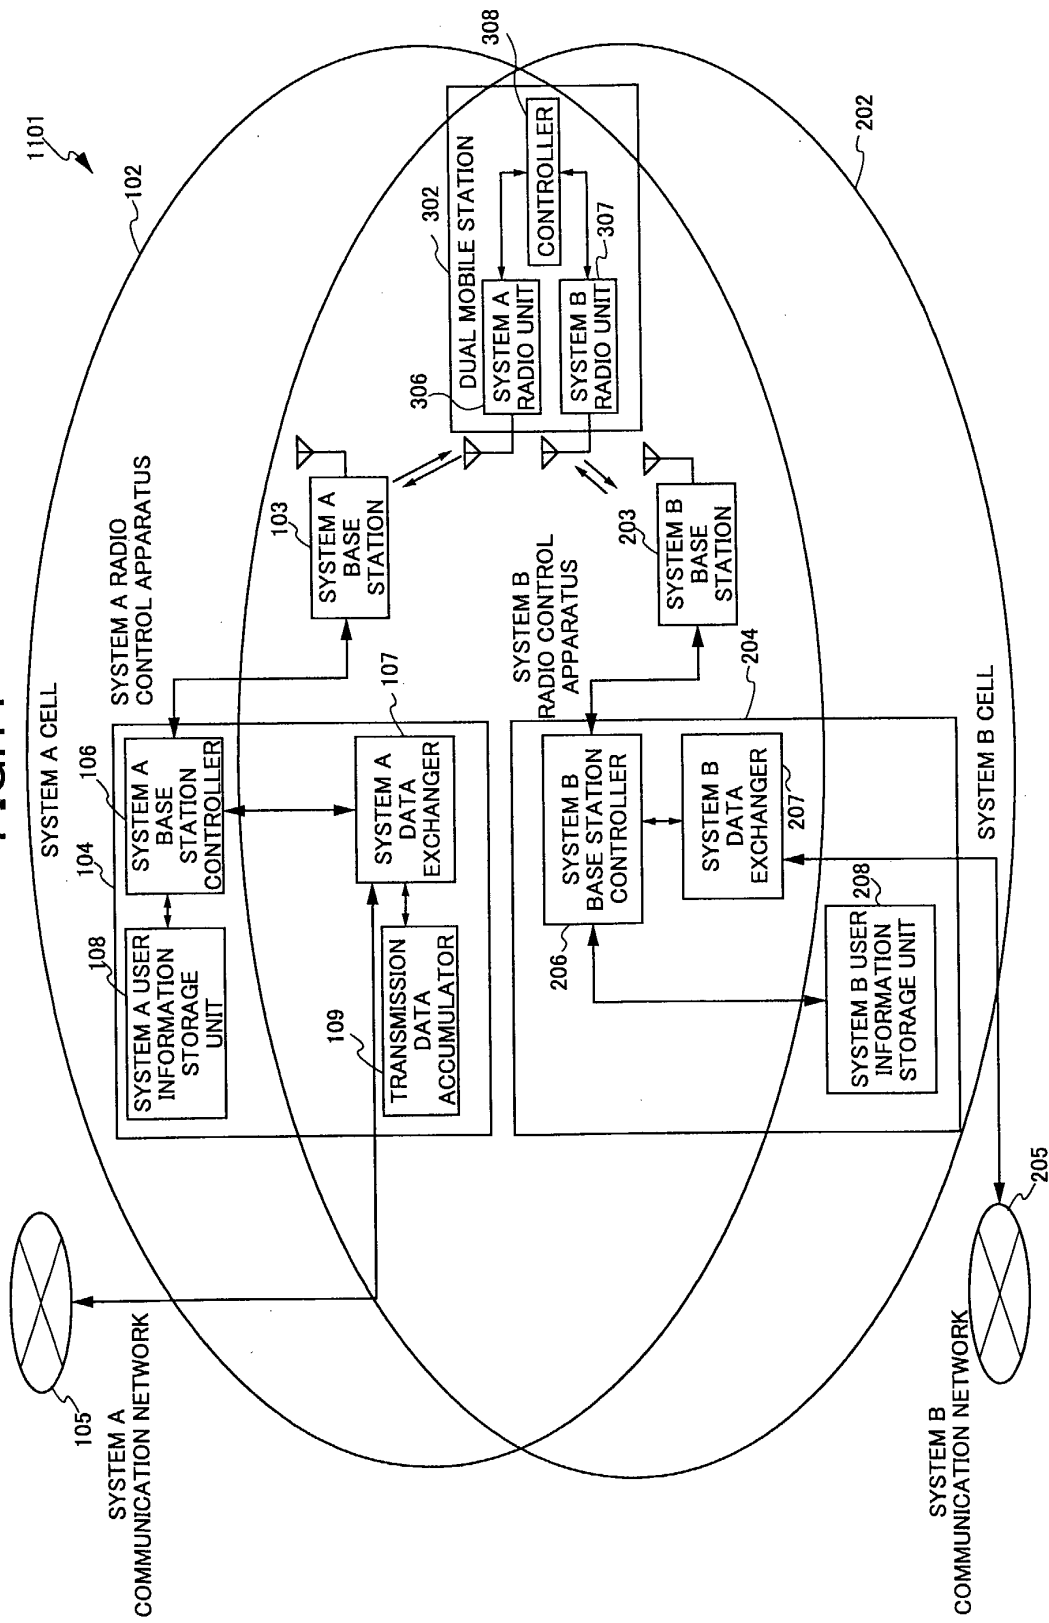 1101
102
SYSTEM A CELL
SYSTEM A RADIO
CONTROL APPARATUS
104
106
SYSTEM A
BASE
STATION
CONTROLLER
108
SYSTEM A USER
INFORMATION
STORAGE
UNIT
107
SYSTEM A
DATA
EXCHANGER
109
TRANSMISSION
DATA
ACCUMULATOR
105
SYSTEM A
COMMUNICATION NETWORK
103
SYSTEM A
BASE
STATION
302
DUAL MOBILE STATION
306
SYSTEM A
RADIO UNIT
308
CONTROLLER
SYSTEM B
RADIO UNIT
307
203
SYSTEM B
BASE
STATION
SYSTEM B
RADIO CONTROL
APPARATUS
204
SYSTEM B
BASE STATION
CONTROLLER
206
SYSTEM B
DATA
EXCHANGER
207
208
SYSTEM B USER
INFORMATION
STORAGE UNIT
SYSTEM B CELL
202
205
SYSTEM B
COMMUNICATION NETWORK